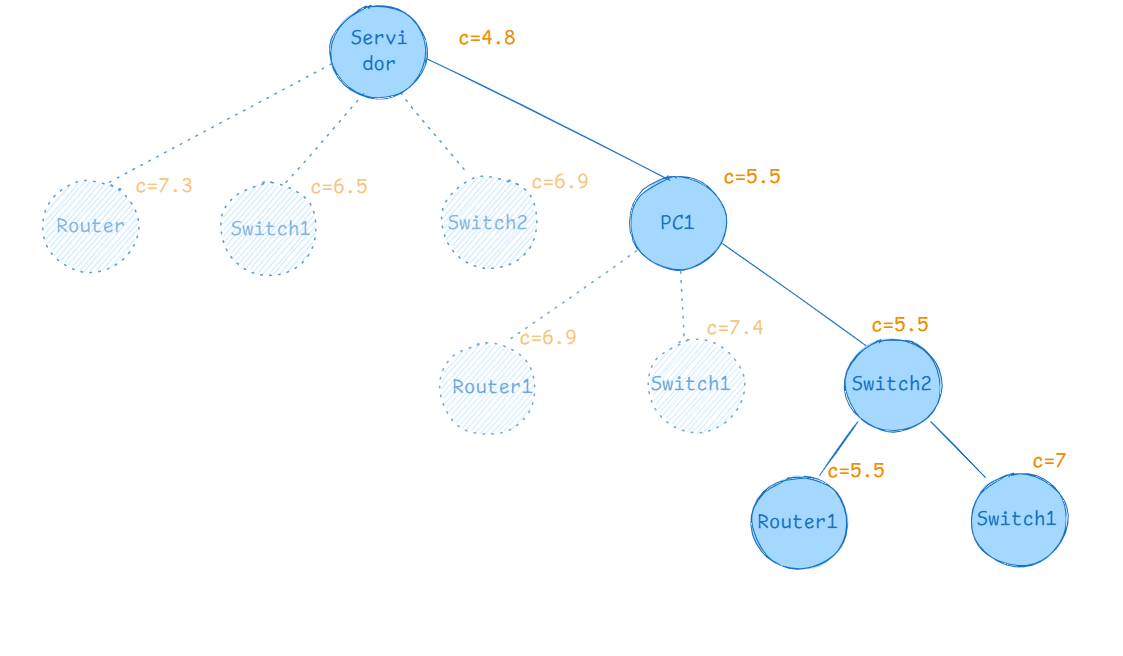 Servi
dor
c=4.8
Router
c=7.3
Switch1
c=6.5
Switch2
c=6.9
PC1
c=5.5
Router1
c=6.9
Switch1
c=7.4
Switch2
c=5.5
Router1
c=5.5
Switch1
c=7